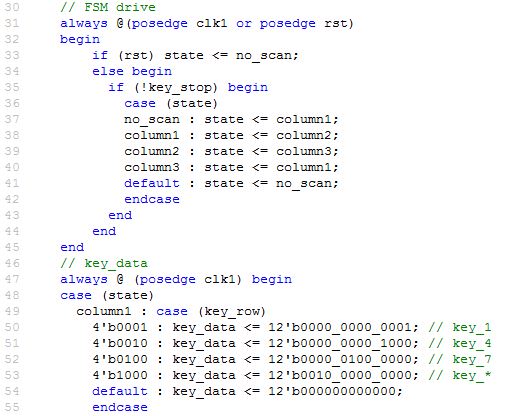 30 // FSM drive
31 always @(posedge clk1 or posedge rst)
32 begin
33 if (rst) state <= no_scan;
34 else begin
35 if (!key_stop) begin
36 case (state)
37 no_scan : state <= column1;
38 column1 : state <= column2;
39 column2 : state <= column3;
40 column3 : state <= column1;
41 default : state <= no_scan;
42 endcase
43 end
44 end
45 end
46 // key_data
47 always @ (posedge clk1) begin
48 case (state)
49 column1 : case (key_row)
50 4'b0001 : key_data <= 12'b0000_0000_0001; // key_1
51 4'b0010 : key_data <= 12'b0000_0000_1000; // key_4
52 4'b0100 : key_data <= 12'b0000_0100_0000; // key_7
53 4'b1000 : key_data <= 12'b0010_0000_0000; // key_*
54 default : key_data <= 12'b000000000000;
55 endcase